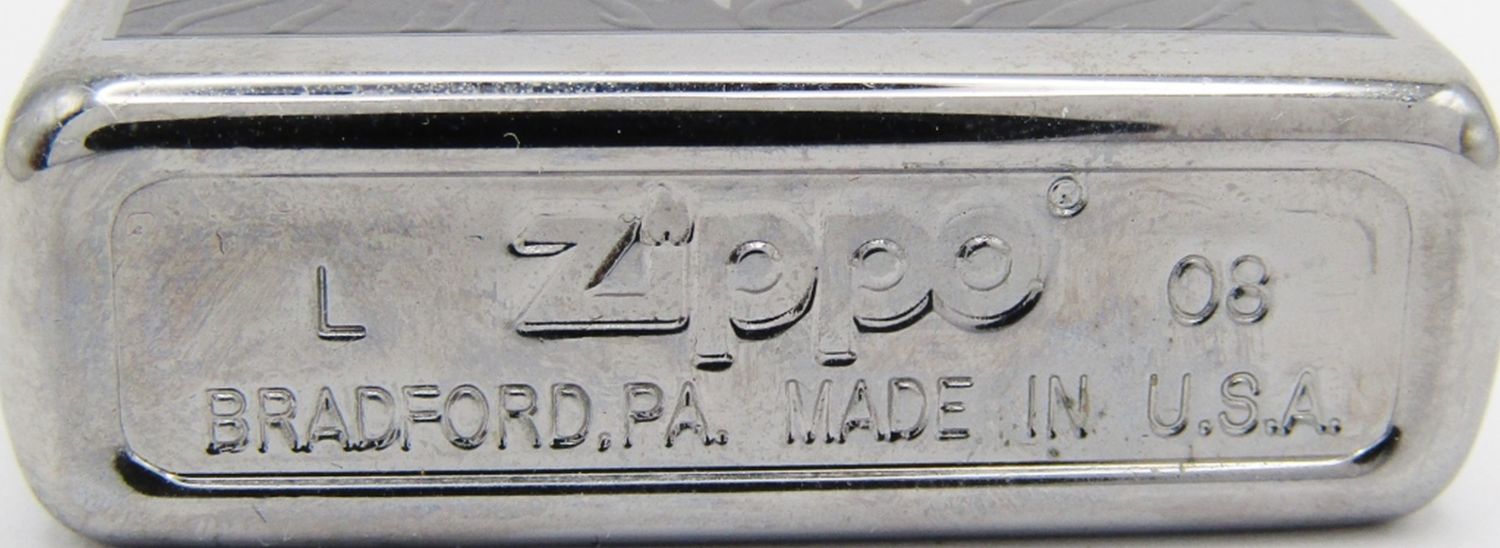 L Zippo® 08
BRADFORD, PA. MADE IN U.S.A.